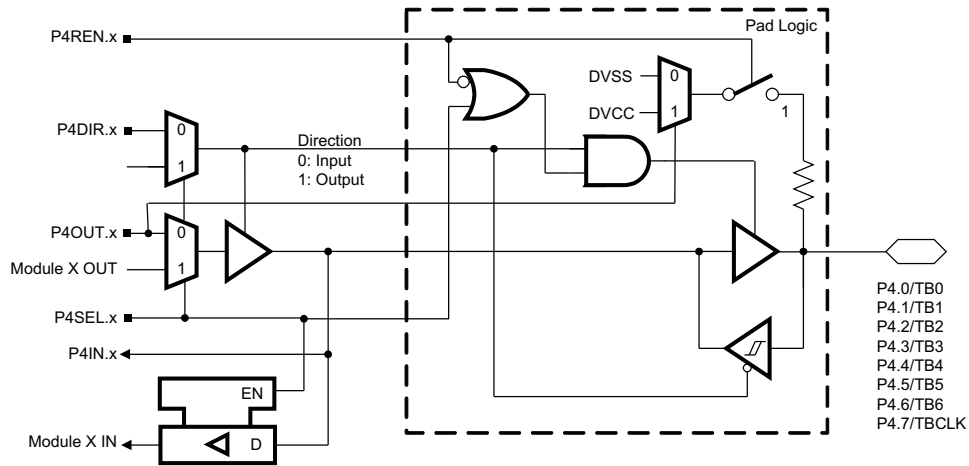 Pad Logic
P4REN.x
DVSS
0
DVCC
1
1
P4DIR.x
0
1
Direction
0: Input
1: Output
P4OUT.x
0
Module X OUT
1
P4SEL.x
P4IN.x
EN
Module X IN
D
P4.0/TB0
P4.1/TB1
P4.2/TB2
P4.3/TB3
P4.4/TB4
P4.5/TB5
P4.6/TB6
P4.7/TBCLK